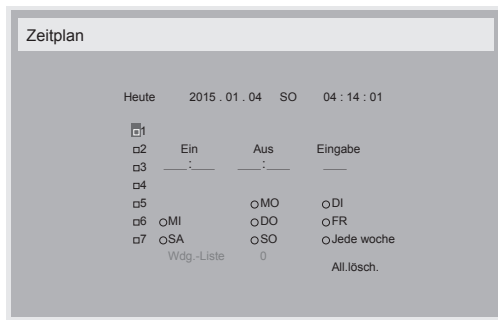 Zeitplan
Heute 2015 . 01 . 04 SO 04 : 14 : 01
1
2 Ein Aus Eingabe
3 ___:___ ___:___ ___
4
5 MO DI
6 MI DO FR
7 SA SO Jede woche
Wdg.-Liste 0
All.lösch.